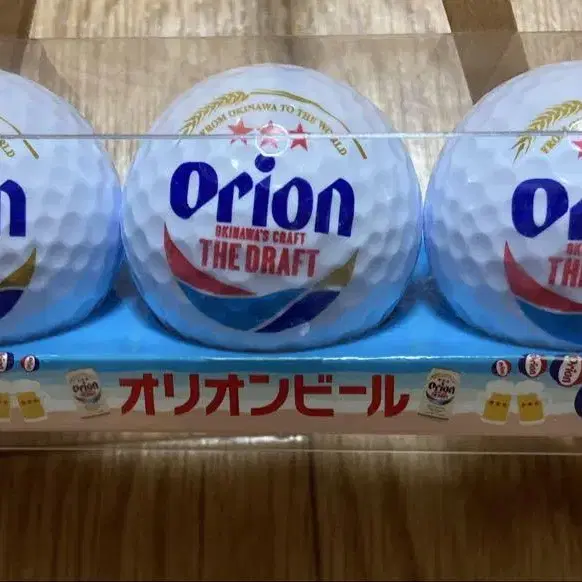 FROM OKINAWA TO THE WORLD
Orion
OKINAWA'S CRAFT
THE DRAFT
オリオンビール